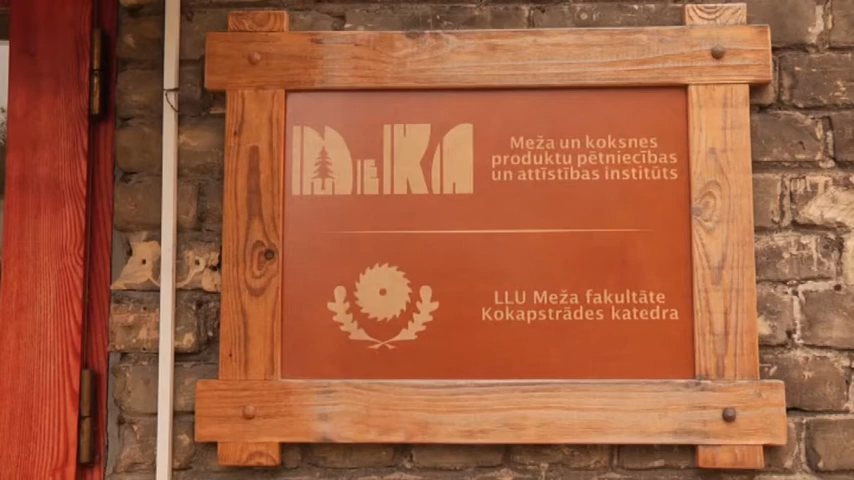 MeKA
Meža un koksnes
produktu pētniecības
un attīstības institūts
LLU Meža fakultāte
Kokapstrādes katedra